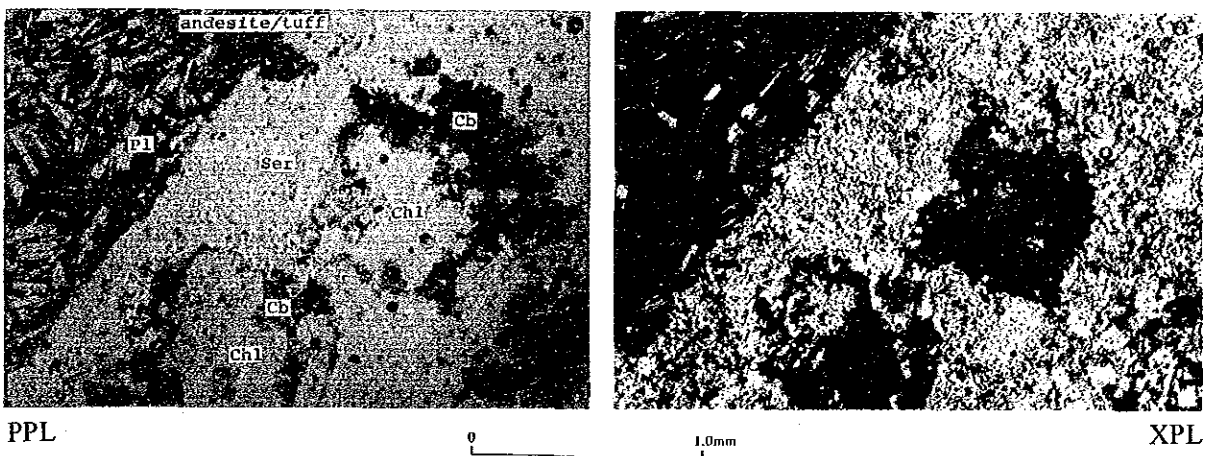 andesite/tuff
Cb
pl
Ser
Chl
Cb
Chl
PPL
XPL
0
1.0mm